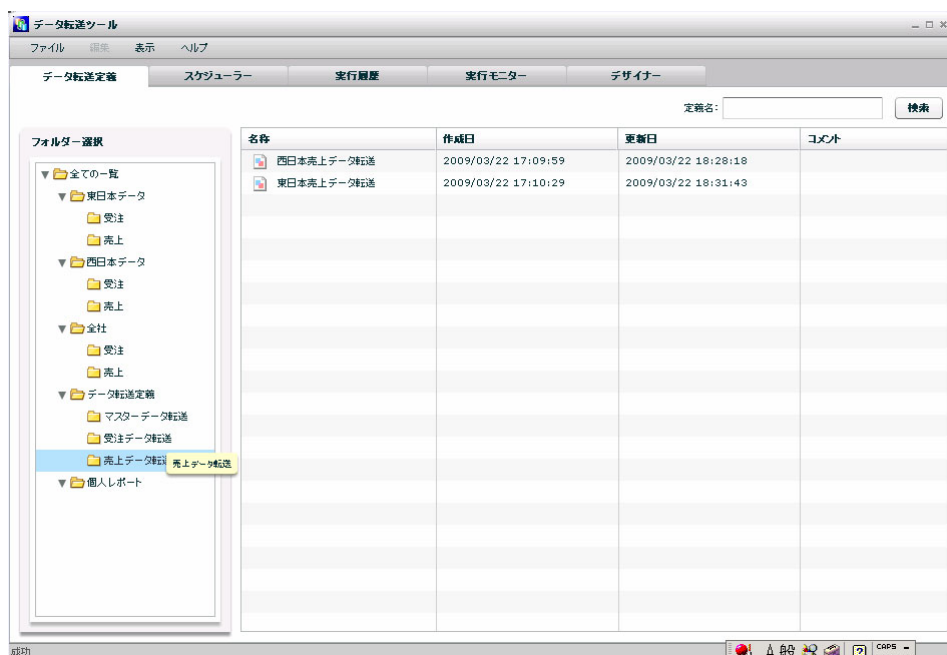 データ転送ツール
ファイル 編集 表示 ヘルプ
データ転送定義 スケジューラー 実行履歴 実行モニター デザイナー
定義名: 検索
フォルダー選択
名称 作成日 更新日 コメント
西日本売上データ転送 2009/03/22 17:09:59 2009/03/22 18:28:18
東日本売上データ転送 2009/03/22 17:10:29 2009/03/22 18:31:43
全ての一覧
東日本データ
受注
売上
西日本データ
受注
売上
全社
受注
売上
データ転送定義
マスターデータ転送
受注データ転送
売上データ転送
売上データ転送
個人レポート
成功
A 般 CAPS